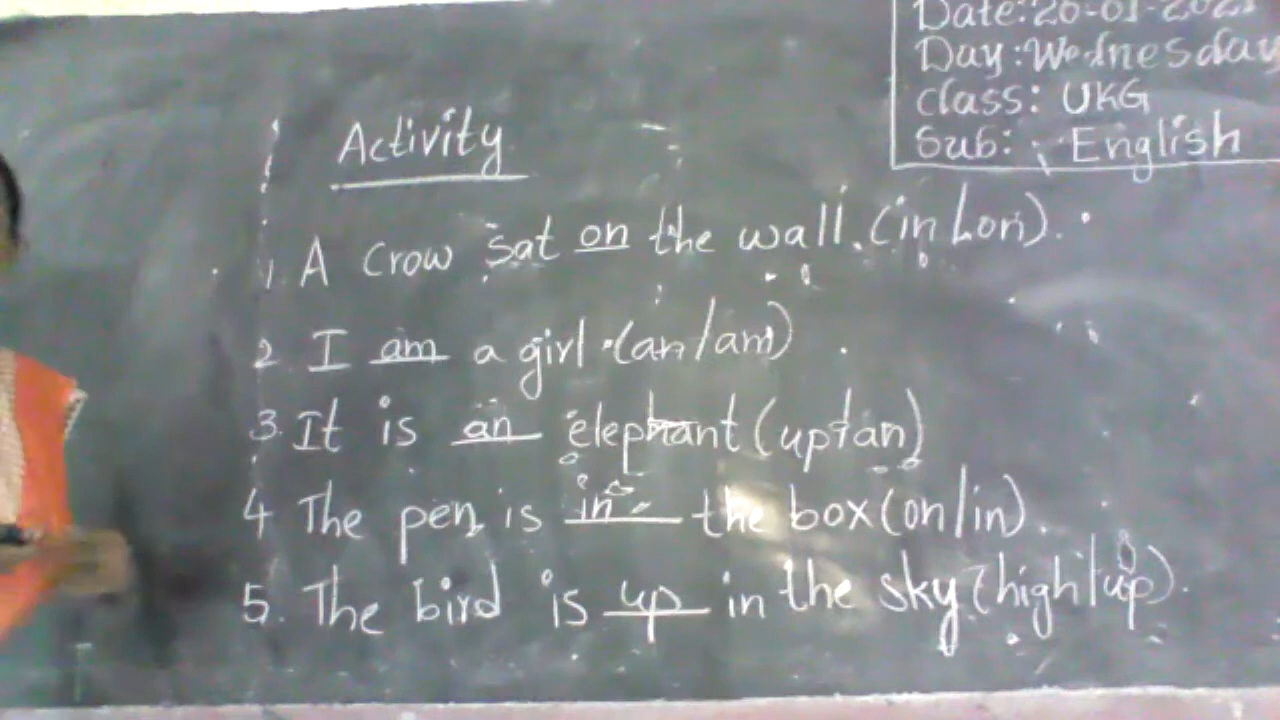 Date: 20-01-2021
Day: Wednesday
class: UKG
Sub: English
Activity
1. A Crow sat on the wall. (in/on).
2 I am a girl. (an/am)
3. It is an elephant (up/an)
4 The pen is in the box (on/in).
5. The bird is up in the sky (high/up).